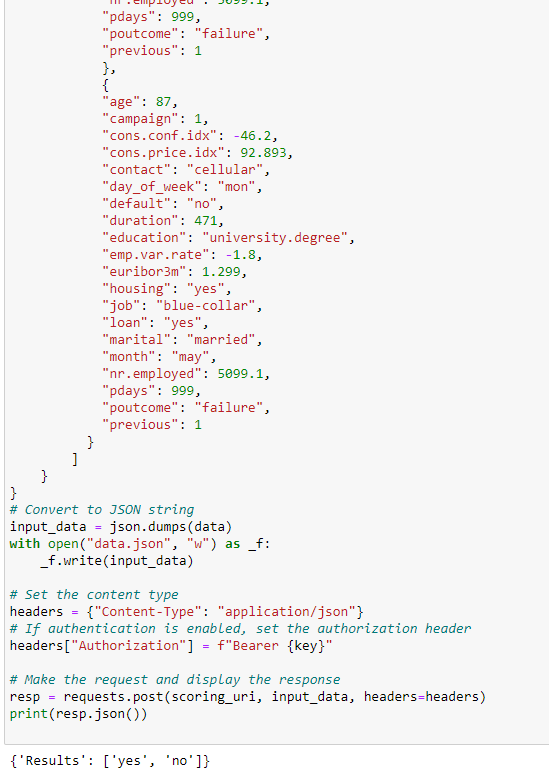 "nr.employed": 5099.1,
"pdays": 999,
"poutcome": "failure",
"previous": 1
},
{
"age": 87,
"campaign": 1,
"cons.conf.idx": -46.2,
"cons.price.idx": 92.893,
"contact": "cellular",
"day_of_week": "mon",
"default": "no",
"duration": 471,
"education": "university.degree",
"emp.var.rate": -1.8,
"euribor3m": 1.299,
"housing": "yes",
"job": "blue-collar",
"loan": "yes",
"marital": "married",
"month": "may",
"nr.employed": 5099.1,
"pdays": 999,
"poutcome": "failure",
"previous": 1
}
]
}
}
# Convert to JSON string
input_data = json.dumps(data)
with open("data.json", "w") as _f:
_f.write(input_data)
# Set the content type
headers = {"Content-Type": "application/json"}
# If authentication is enabled, set the authorization header
headers["Authorization"] = f"Bearer {key}"
# Make the request and display the response
resp = requests.post(scoring_uri, input_data, headers=headers)
print(resp.json())
{'Results': ['yes', 'no']}